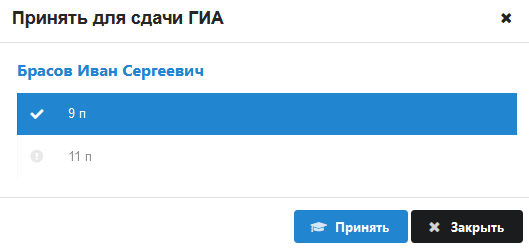 Принять для сдачи ГИА
Брасов Иван Сергеевич
9 п
11 п
Принять Закрыть